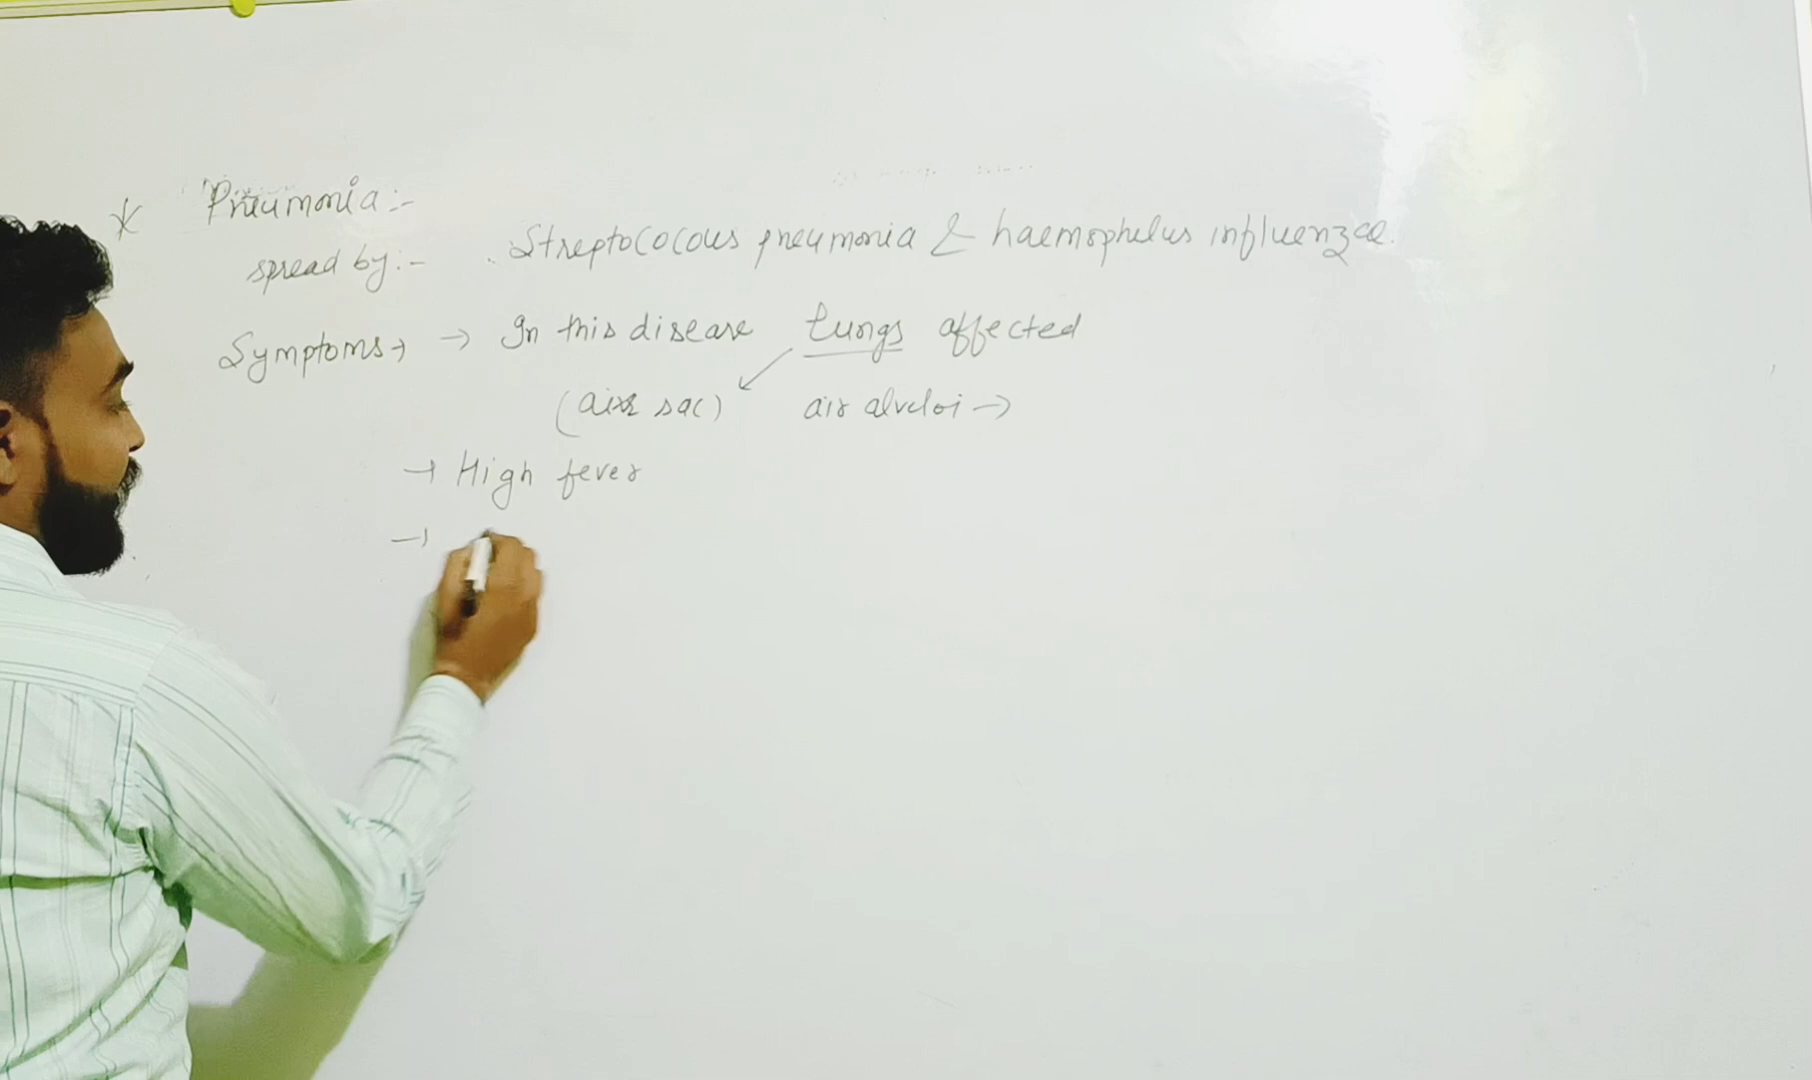 * Pneumonia :-
spread by :- Streptococous pneumonia & haemophelus influenzae.
Symptoms → → In this disease lungs affected
(air sac) air alveloi →
→ High fever
→